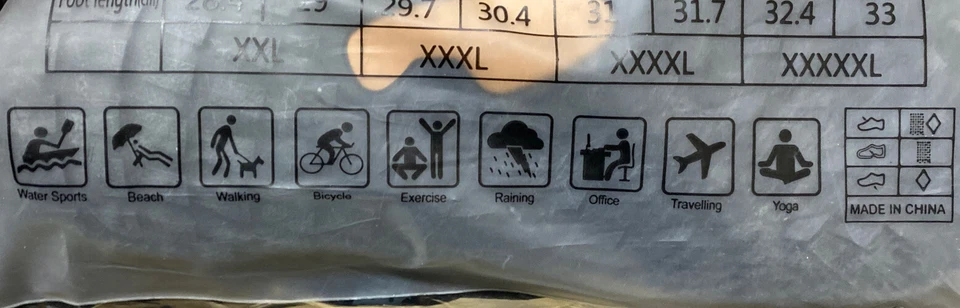 29.7 30.4 31 31.7 32.4 33
XXL XXXL XXXXL XXXXXL
Water Sports Beach Walking Bicycle Exercise Raining Office Travelling Yoga
MADE IN CHINA